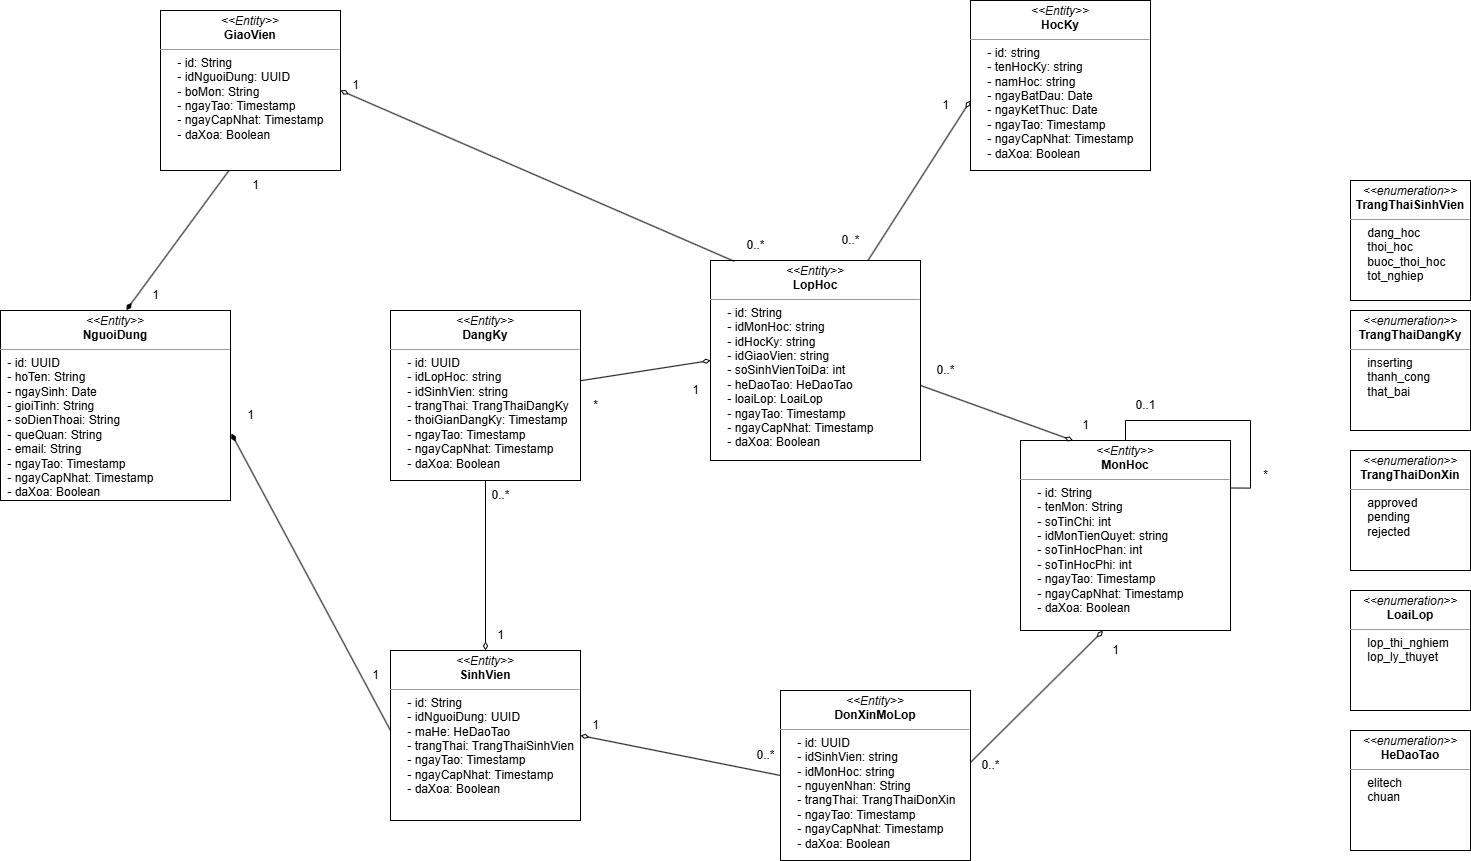 <<Entity>>
GiaoVien
- id: String
- idNguoiDung: UUID
- boMon: String
- ngayTao: Timestamp
- ngayCapNhat: Timestamp
- daXoa: Boolean
1
1
<<Entity>>
HocKy
- id: string
- tenHocKy: string
- namHoc: string
- ngayBatDau: Date
- ngayKetThuc: Date
- ngayTao: Timestamp
- ngayCapNhat: Timestamp
- daXoa: Boolean
1
0..*
0..*
1
<<Entity>>
NguoiDung
- id: UUID
- hoTen: String
- ngaySinh: Date
- gioiTinh: String
- soDienThoai: String
- queQuan: String
- email: String
- ngayTao: Timestamp
- ngayCapNhat: Timestamp
- daXoa: Boolean
1
1
<<Entity>>
DangKy
- id: UUID
- idLopHoc: string
- idSinhVien: string
- trangThai: TrangThaiDangKy
- thoiGianDangKy: Timestamp
- ngayTao: Timestamp
- ngayCapNhat: Timestamp
- daXoa: Boolean
*
1
0..*
1
<<Entity>>
LopHoc
- id: String
- idMonHoc: string
- idHocKy: string
- idGiaoVien: string
- soSinhVienToiDa: int
- heDaoTao: HeDaoTao
- loaiLop: LoaiLop
- ngayTao: Timestamp
- ngayCapNhat: Timestamp
- daXoa: Boolean
0..*
1
0..1
*
<<Entity>>
MonHoc
- id: String
- tenMon: String
- soTinChi: int
- idMonTienQuyet: string
- soTinHocPhan: int
- soTinHocPhi: int
- ngayTao: Timestamp
- ngayCapNhat: Timestamp
- daXoa: Boolean
1
0..*
<<Entity>>
SinhVien
- id: String
- idNguoiDung: UUID
- maHe: HeDaoTao
- trangThai: TrangThaiSinhVien
- ngayTao: Timestamp
- ngayCapNhat: Timestamp
- daXoa: Boolean
1
0..*
<<Entity>>
DonXinMoLop
- id: UUID
- idSinhVien: string
- idMonHoc: string
- nguyenNhan: String
- trangThai: TrangThaiDonXin
- ngayTao: Timestamp
- ngayCapNhat: Timestamp
- daXoa: Boolean
<<enumeration>>
TrangThaiSinhVien
dang_hoc
thoi_hoc
buoc_thoi_hoc
tot_nghiep
<<enumeration>>
TrangThaiDangKy
inserting
thanh_cong
that_bai
<<enumeration>>
TrangThaiDonXin
approved
pending
rejected
<<enumeration>>
LoaiLop
lop_thi_nghiem
lop_ly_thuyet
<<enumeration>>
HeDaoTao
elitech
chuan